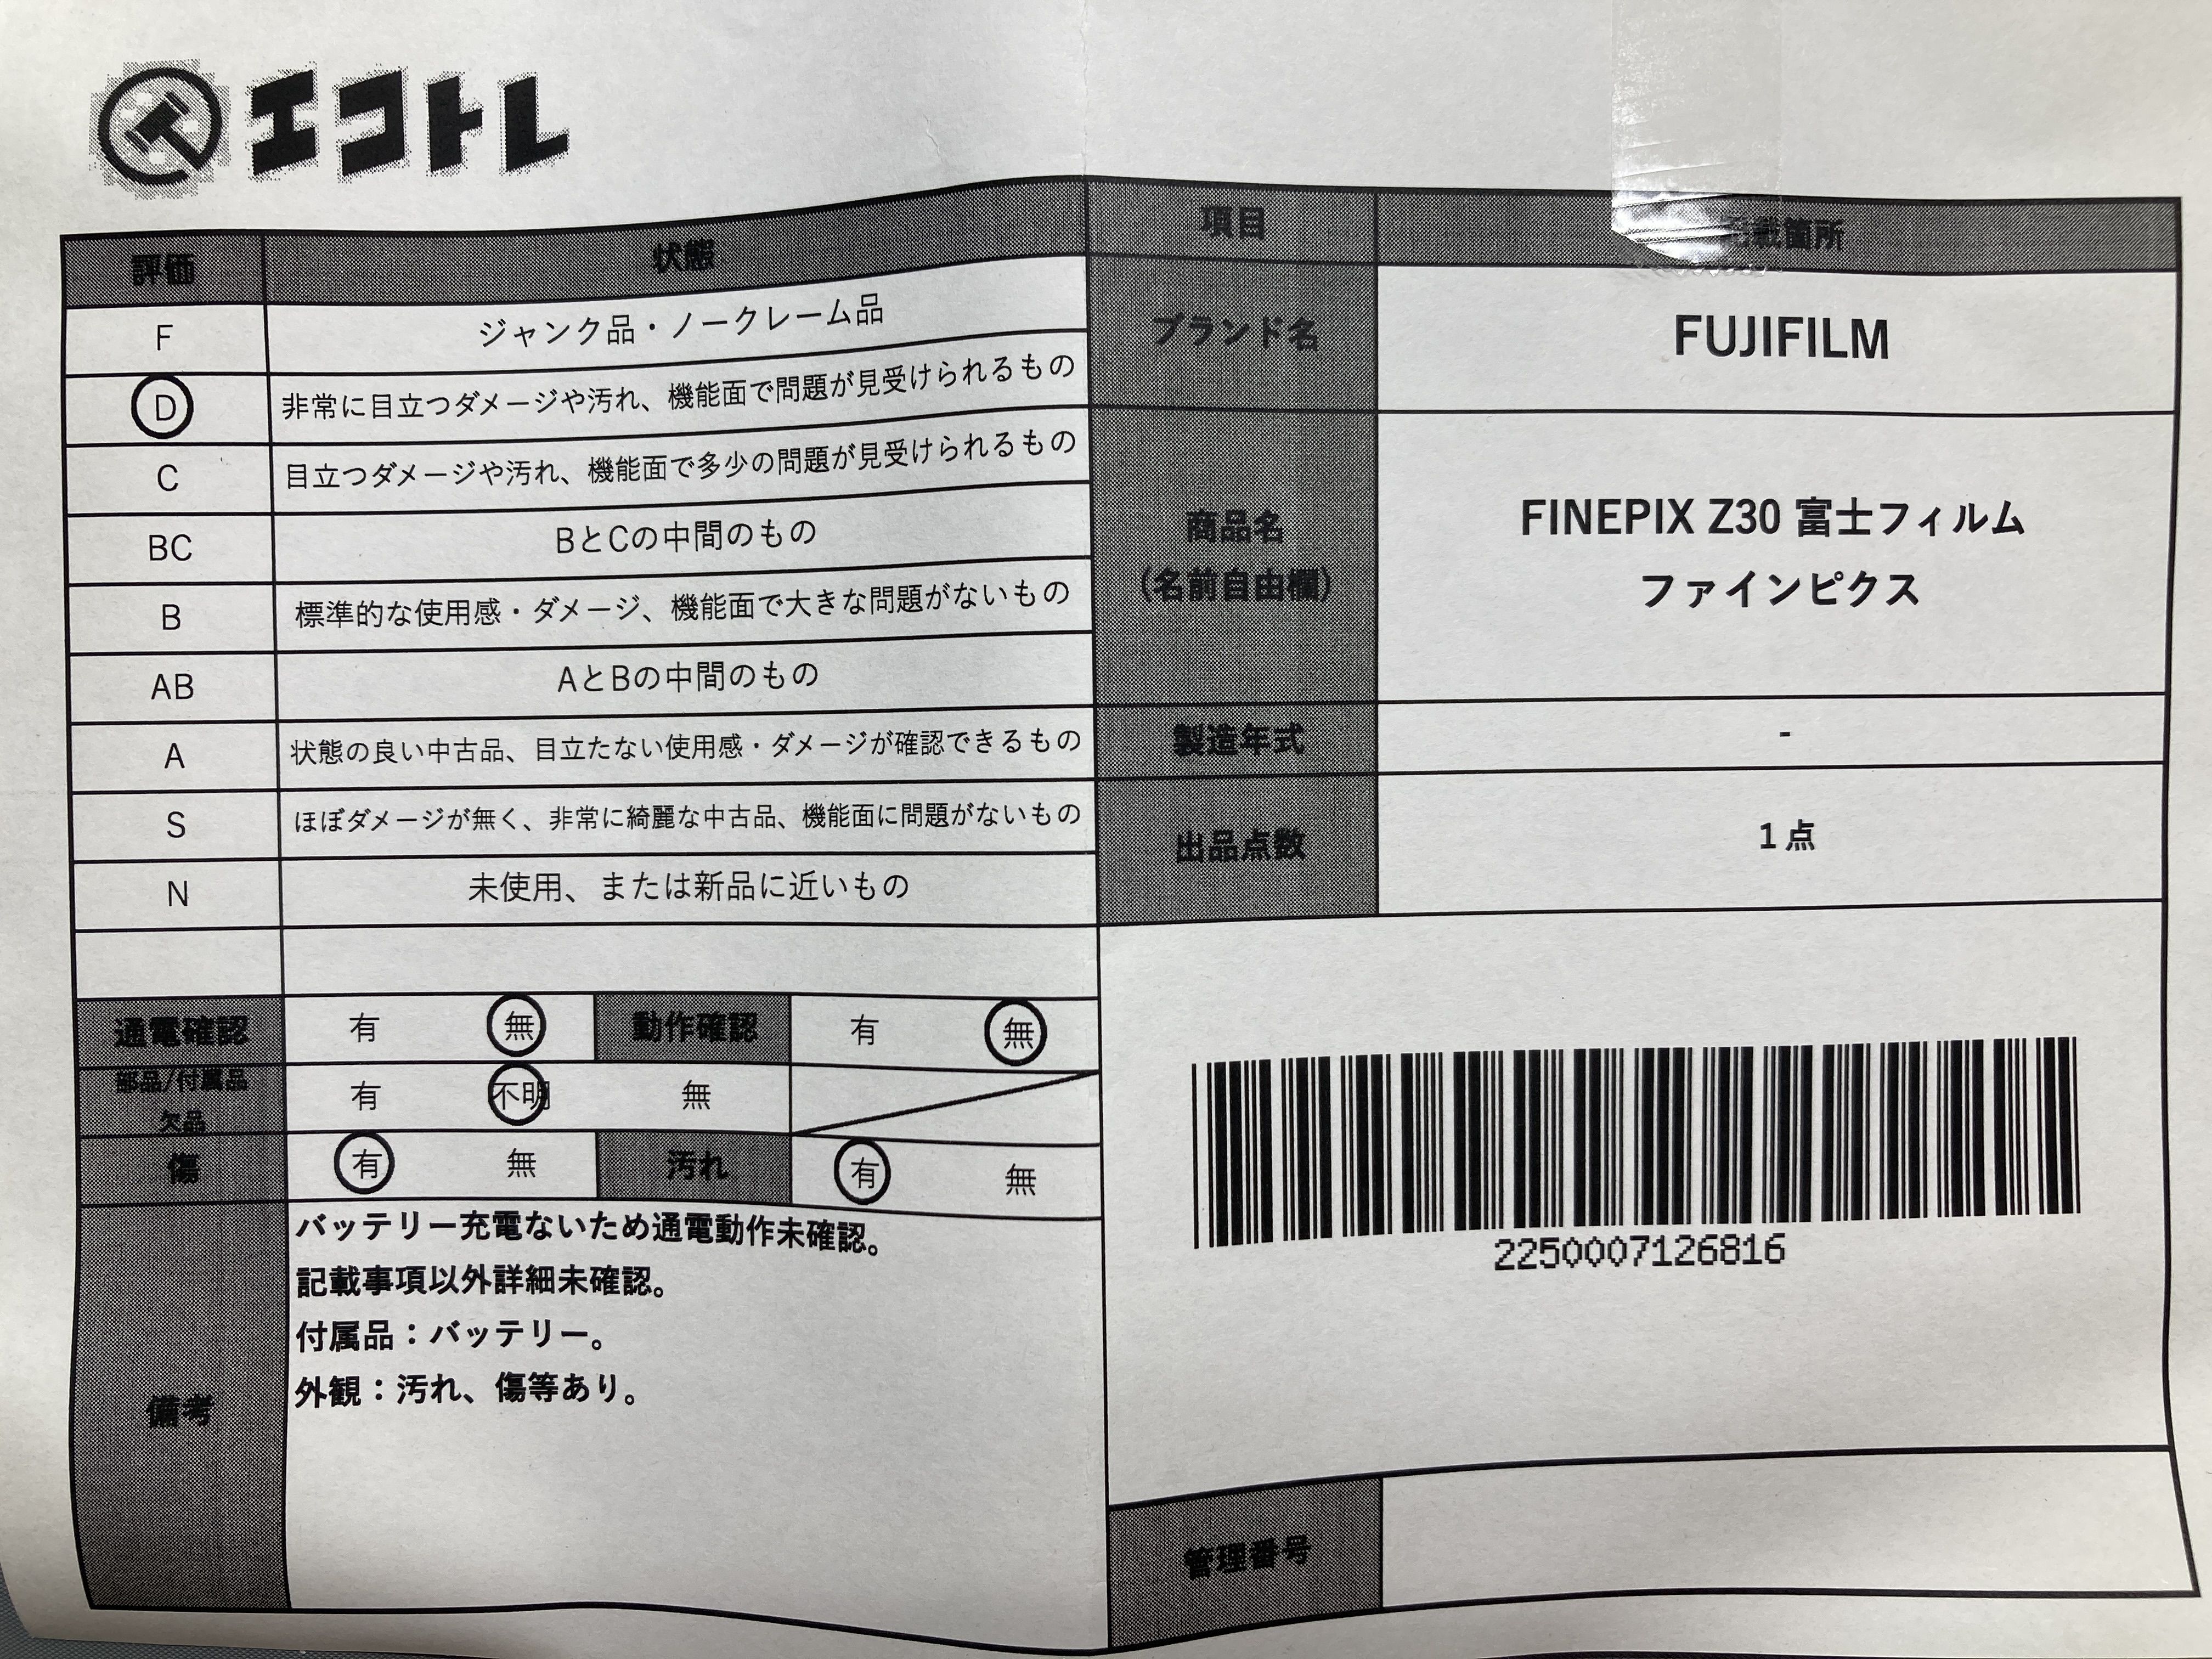 エコトレ
評価 状態
F ジャンク品・ノークレーム品
D 非常に目立つダメージや汚れ、機能面で問題が見受けられるもの
C 目立つダメージや汚れ、機能面で多少の問題が見受けられるもの
BC BとCの中間のもの
B 標準的な使用感・ダメージ、機能面で大きな問題がないもの
AB AとBの中間のもの
A 状態の良い中古品、目立たない使用感・ダメージが確認できるもの
S ほぼダメージが無く、非常に綺麗な中古品、機能面に問題がないもの
N 未使用、または新品に近いもの
通電確認 有 無 動作確認 有 無
部品/付属品
欠品 有 不明 無
傷 有 無 汚れ 有 無
備考
バッテリー充電ないため通電動作未確認。
記載事項以外詳細未確認。
付属品：バッテリー。
外観：汚れ、傷等あり。
項目 記載箇所
ブランド名 FUJIFILM
商品名
(名前自由欄)
FINEPIX Z30 富士フィルム
ファインピクス
製造年式 -
出品点数 1点
2250007126816
管理番号